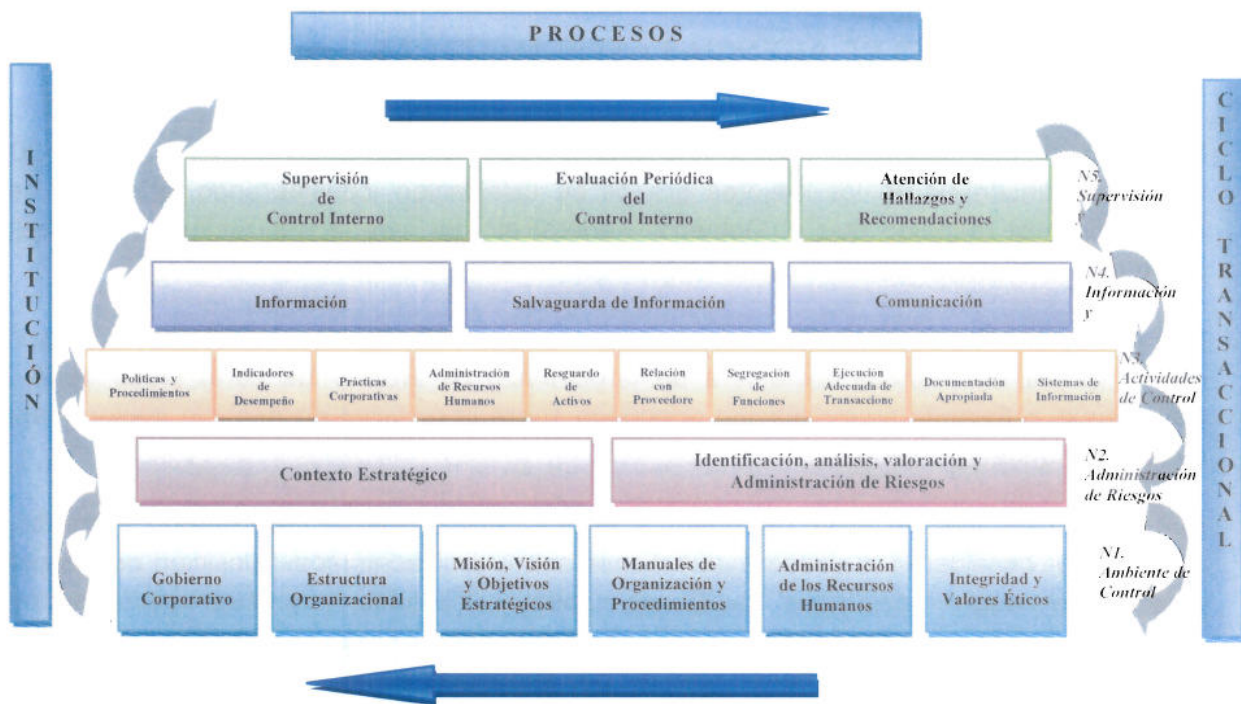 PROCESOS
INSTITUCIÓN
CICLO TRANSACCIONAL
Supervisión
de
Control Interno
Evaluación Periódica
del
Control Interno
Atención de
Hallazgos y
Recomendaciones
N5.
Supervisión
y
Información
Salvaguarda de Información
Comunicación
N4.
Información
y
Políticas y
Procedimientos
Indicadores
de
Desempeño
Prácticas
Corporativas
Administración
de Recursos
Humanos
Resguardo
de
Activos
Relación
con
Proveedore
Segregación
de
Funciones
Ejecución
Adecuada de
Transaccione
Documentación
Apropiada
Sistemas de
Información
N3.
Actividades
de Control
Contexto Estratégico
Identificación, análisis, valoración y
Administración de Riesgos
N2.
Administración
de Riesgos
Gobierno
Corporativo
Estructura
Organizacional
Misión, Visión
y Objetivos
Estratégicos
Manuales de
Organización y
Procedimientos
Administración
de los Recursos
Humanos
Integridad y
Valores Éticos
N1.
Ambiente de
Control